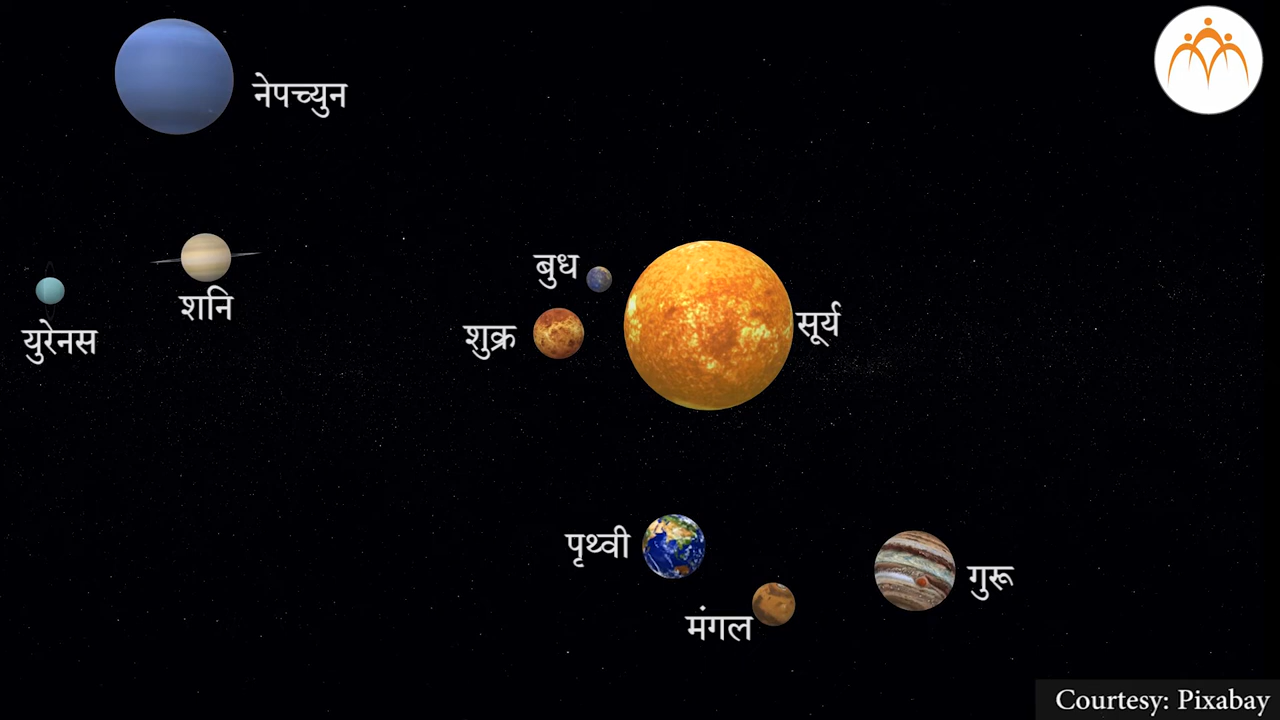 नेपच्युन
बुध
शनि
युरेनस
शुक्र
सूर्य
पृथ्वी
गुरू
मंगल
Courtesy: Pixabay